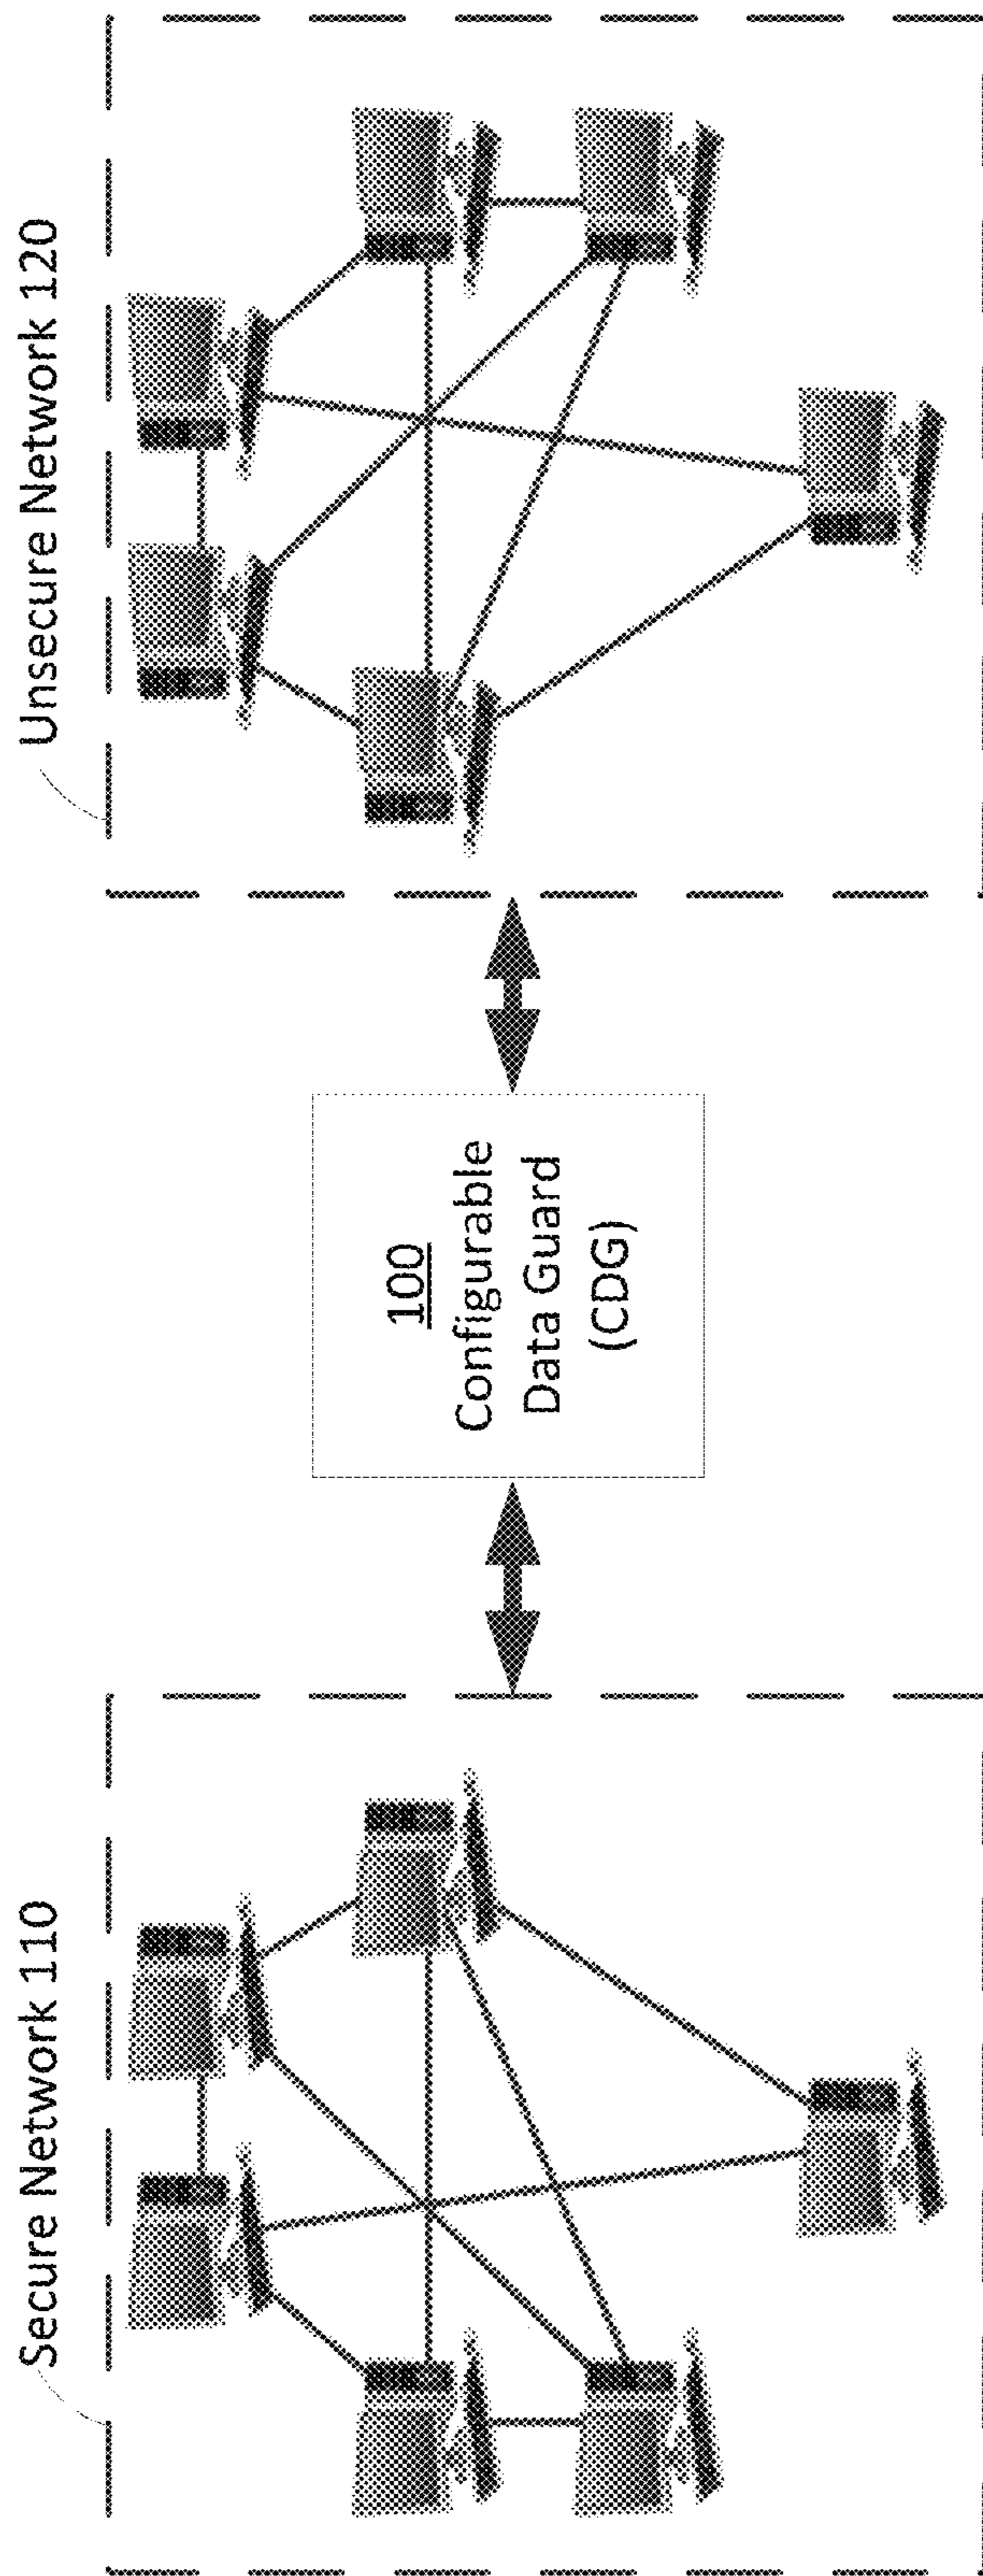 Secure Network 110
Unsecure Network 120
100
Configurable
Data Guard
(CDG)